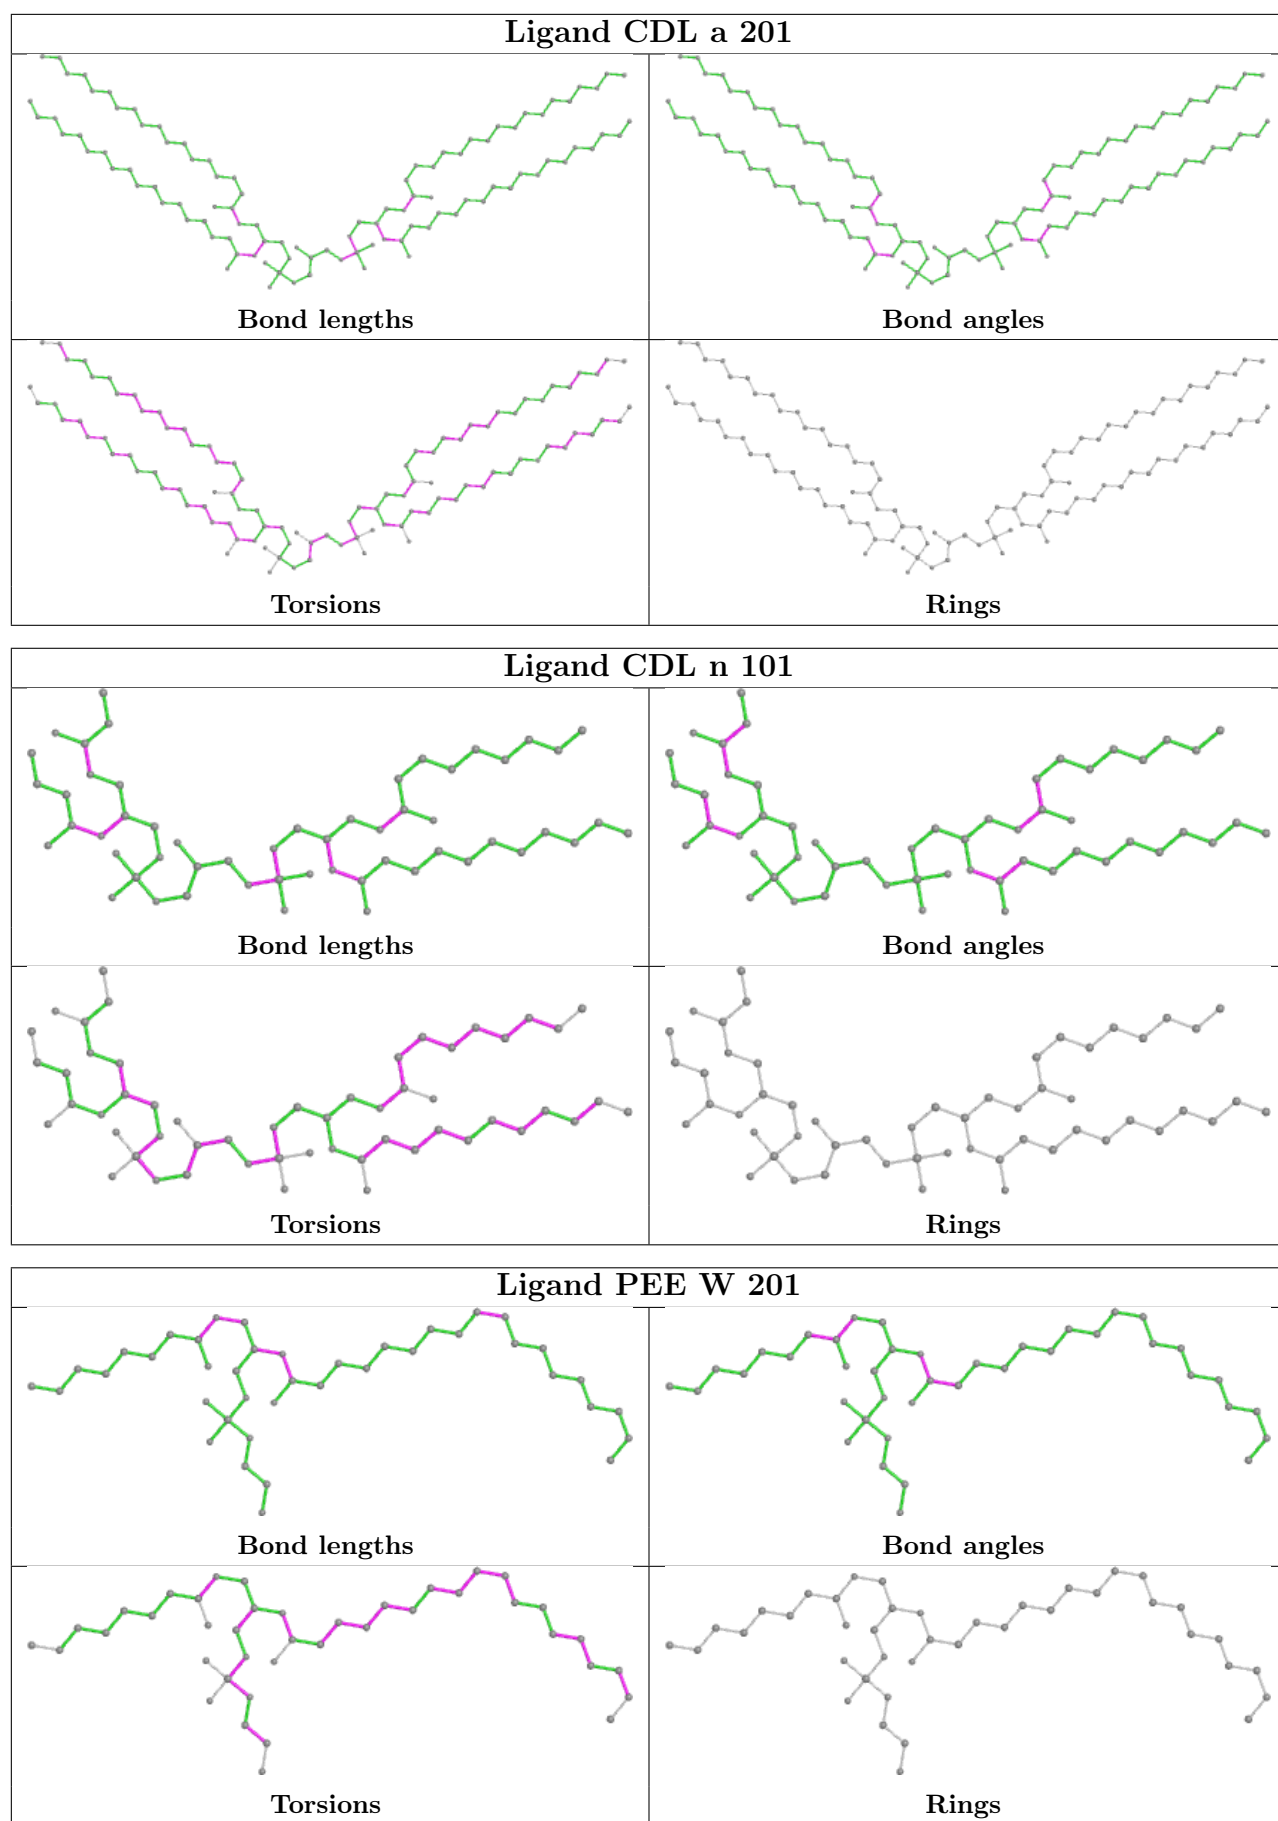 Ligand CDL a 201
Bond lengths
Bond angles
Torsions
Rings
Ligand CDL n 101
Bond lengths
Bond angles
Torsions
Rings
Ligand PEE W 201
Bond lengths
Bond angles
Torsions
Rings